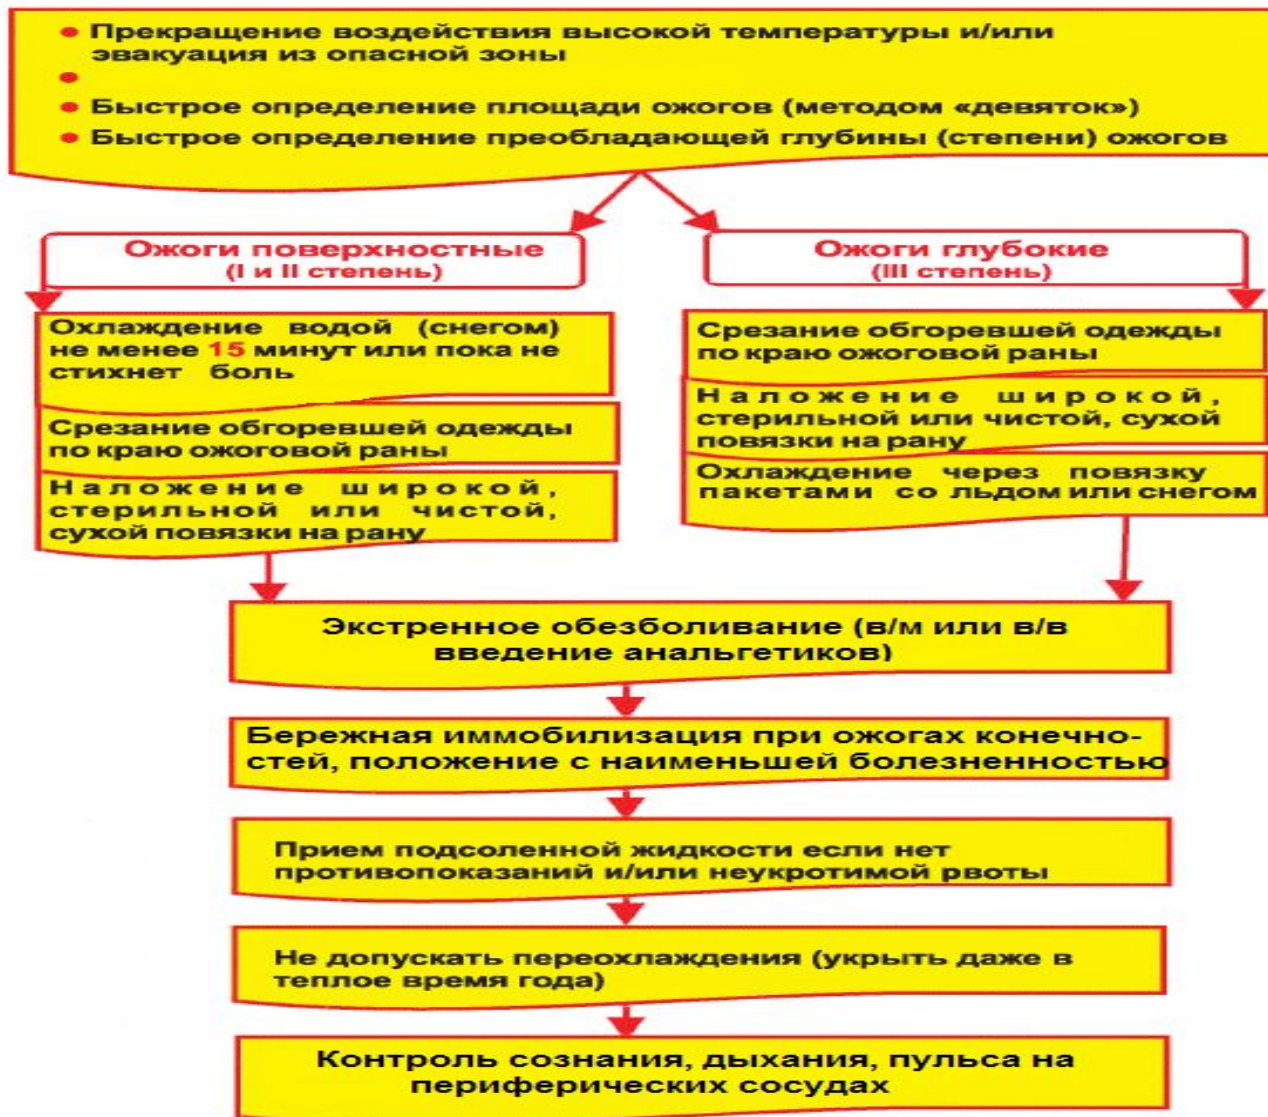 • Прекращение воздействия высокой температуры и/или
эвакуация из опасной зоны
•
• Быстрое определение площади ожогов (методом «девяток»)
• Быстрое определение преобладающей глубины (степени) ожогов
Ожоги поверхностные
(I и II степень)
Охлаждение водой (снегом)
не менее 15 минут или пока не
стихнет боль
Срезание обгоревшей одежды
по краю ожоговой раны
Наложение широкой,
стерильной или чистой,
сухой повязки на рану
Ожоги глубокие
(III степень)
Срезание обгоревшей одежды
по краю ожоговой раны
Наложение широкой,
стерильной или чистой, сухой
повязки на рану
Охлаждение через повязку
пакетами со льдом или снегом
Экстренное обезболивание (в/м или в/в
введение анальгетиков)
Бережная иммобилизация при ожогах конечно-
стей, положение с наименьшей болезненностью
Прием подсоленной жидкости если нет
противопоказаний и/или неукротимой рвоты
Не допускать переохлаждения (укрыть даже в
теплое время года)
Контроль сознания, дыхания, пульса на
периферических сосудах